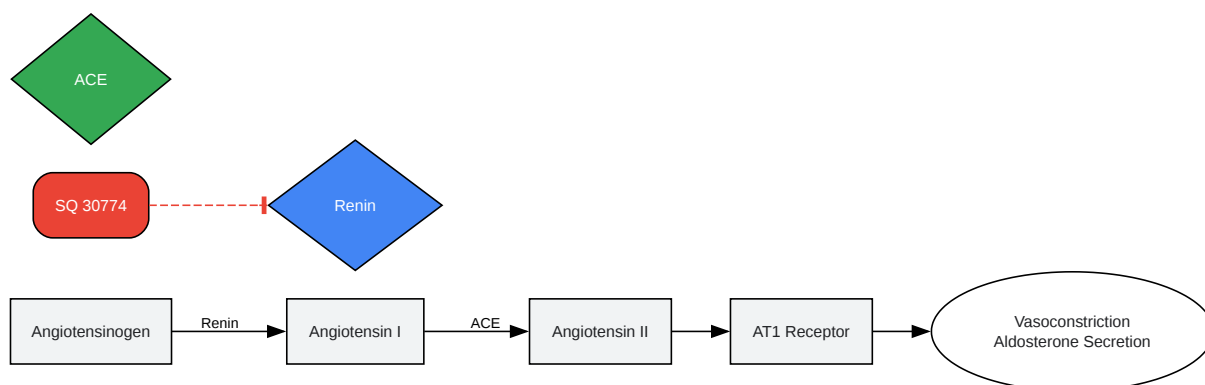 ACE
SQ 30774
Renin
Angiotensinogen
Renin
Angiotensin I
ACE
Angiotensin II
AT1 Receptor
Vasoconstriction
Aldosterone Secretion